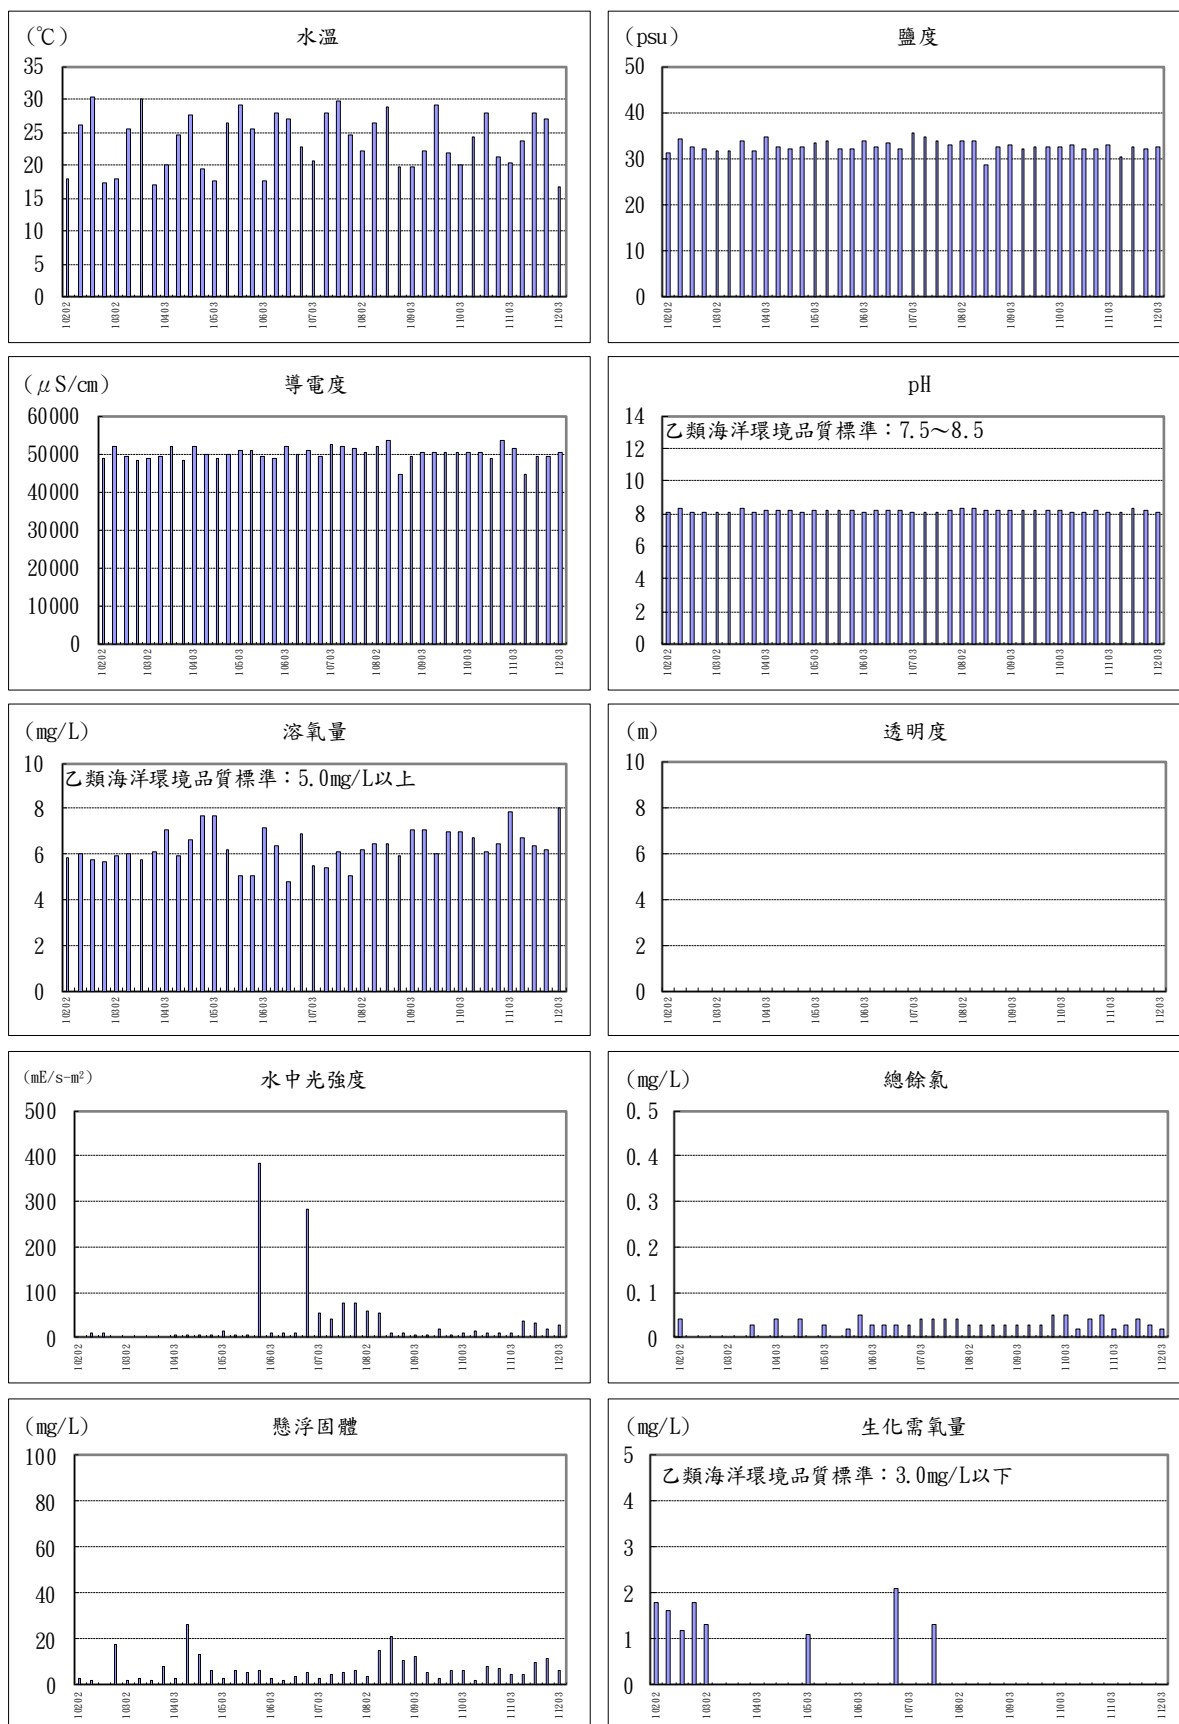 (℃) 水溫
35
30
25
20
15
10
5
0
10202 10302 10403 10503 10603 10703 10802 10903 11003 11103 11203
(psu) 鹽度
50
40
30
20
10
0
10202 10302 10403 10503 10603 10703 10802 10903 11003 11103 11203
(μS/cm) 導電度
60000
50000
40000
30000
20000
10000
0
10202 10302 10403 10503 10603 10703 10802 10903 11003 11103 11203
pH
14
乙類海洋環境品質標準：7.5～8.5
12
10
8
6
4
2
0
10202 10302 10403 10503 10603 10703 10802 10903 11003 11103 11203
(mg/L) 溶氧量
10
乙類海洋環境品質標準：5.0mg/L以上
8
6
4
2
0
10202 10302 10403 10503 10603 10703 10802 10903 11003 11103 11203
(m) 透明度
10
8
6
4
2
0
10202 10302 10403 10503 10603 10703 10802 10903 11003 11103 11203
(mE/s-m²) 水中光強度
500
400
300
200
100
0
10202 10302 10403 10503 10603 10703 10802 10903 11003 11103 11203
(mg/L) 總餘氯
0.5
0.4
0.3
0.2
0.1
0
10202 10302 10403 10503 10603 10703 10802 10903 11003 11103 11203
(mg/L) 懸浮固體
100
80
60
40
20
0
10202 10302 10403 10503 10603 10703 10802 10903 11003 11103 11203
(mg/L) 生化需氧量
5
乙類海洋環境品質標準：3.0mg/L以下
4
3
2
1
0
10202 10302 10403 10503 10603 10703 10802 10903 11003 11103 11203